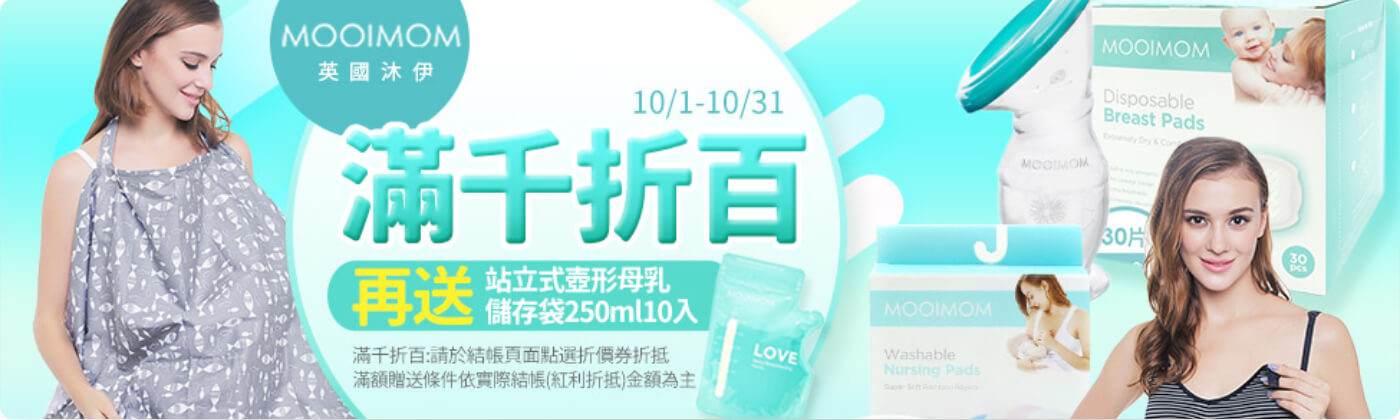 MOOIMOM
英國沐伊
10/1-10/31
滿千折百
再送
站立式壺形母乳
儲存袋250ml10入
滿千折百:請於結帳頁面點選折價券折抵
滿額贈送條件依實際結帳(紅利折抵)金額為主
MOOIMOM
LOVE
MOOIMOM
MOOIMOM
Disposable
Breast Pads
Extremely Dry &
30片
30
pcs
MOOIMOM
Washable
Nursing Pads